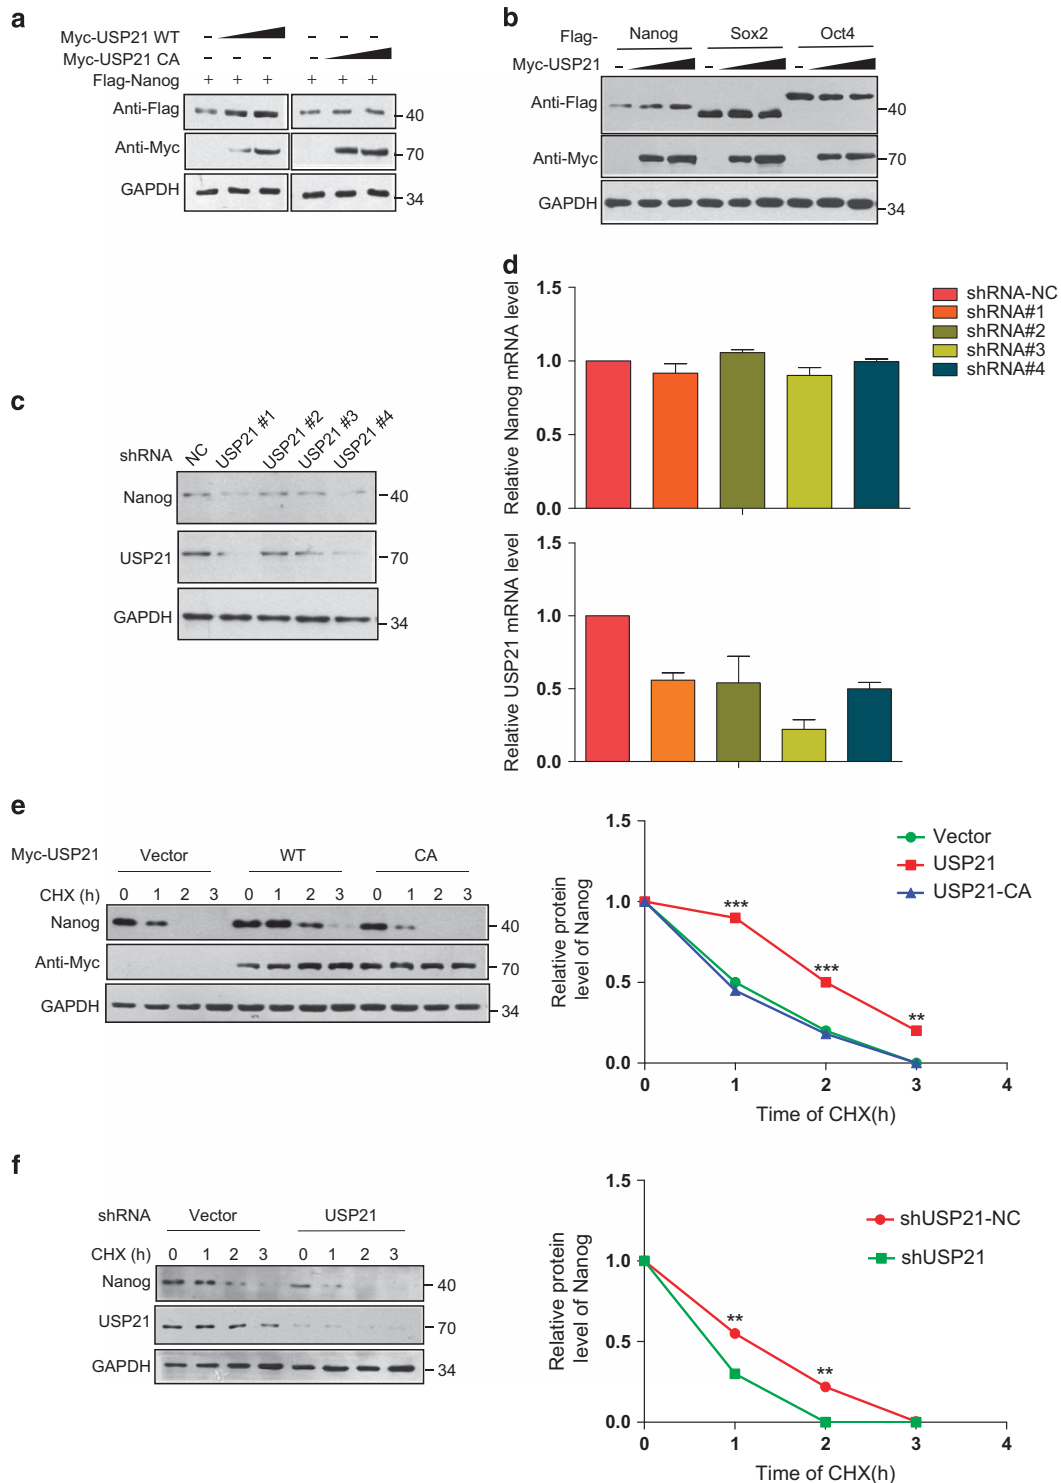 a
Myc-USP21 WT –
– – –
Myc-USP21 CA – – –
–
Flag-Nanog + + + + + +
Anti-Flag
40
Anti-Myc
70
GAPDH
34
b
Flag- Nanog Sox2 Oct4
Myc-USP21 – – –
Anti-Flag
40
Anti-Myc
70
GAPDH
34
c
shRNA NC USP21 #1 USP21 #2 USP21 #3 USP21 #4
Nanog
40
USP21
70
GAPDH
34
d
Relative Nanog mRNA level
1.5
1.0
0.5
0.0
shRNA-NC
shRNA#1
shRNA#2
shRNA#3
shRNA#4
Relative USP21 mRNA level
1.5
1.0
0.5
0.0
e
Myc-USP21 Vector WT CA
CHX (h) 0 1 2 3 0 1 2 3 0 1 2 3
Nanog
40
Anti-Myc
70
GAPDH
34
Relative protein
level of Nanog
1.5
1.0
0.5
0.0
Vector
USP21
USP21-CA
***
***
**
0 1 2 3 4
Time of CHX(h)
f
shRNA Vector USP21
CHX (h) 0 1 2 3 0 1 2 3
Nanog
40
USP21
70
GAPDH
34
Relative protein
level of Nanog
1.5
1.0
0.5
0.0
shUSP21-NC
shUSP21
**
**
0 1 2 3 4
Time of CHX(h)